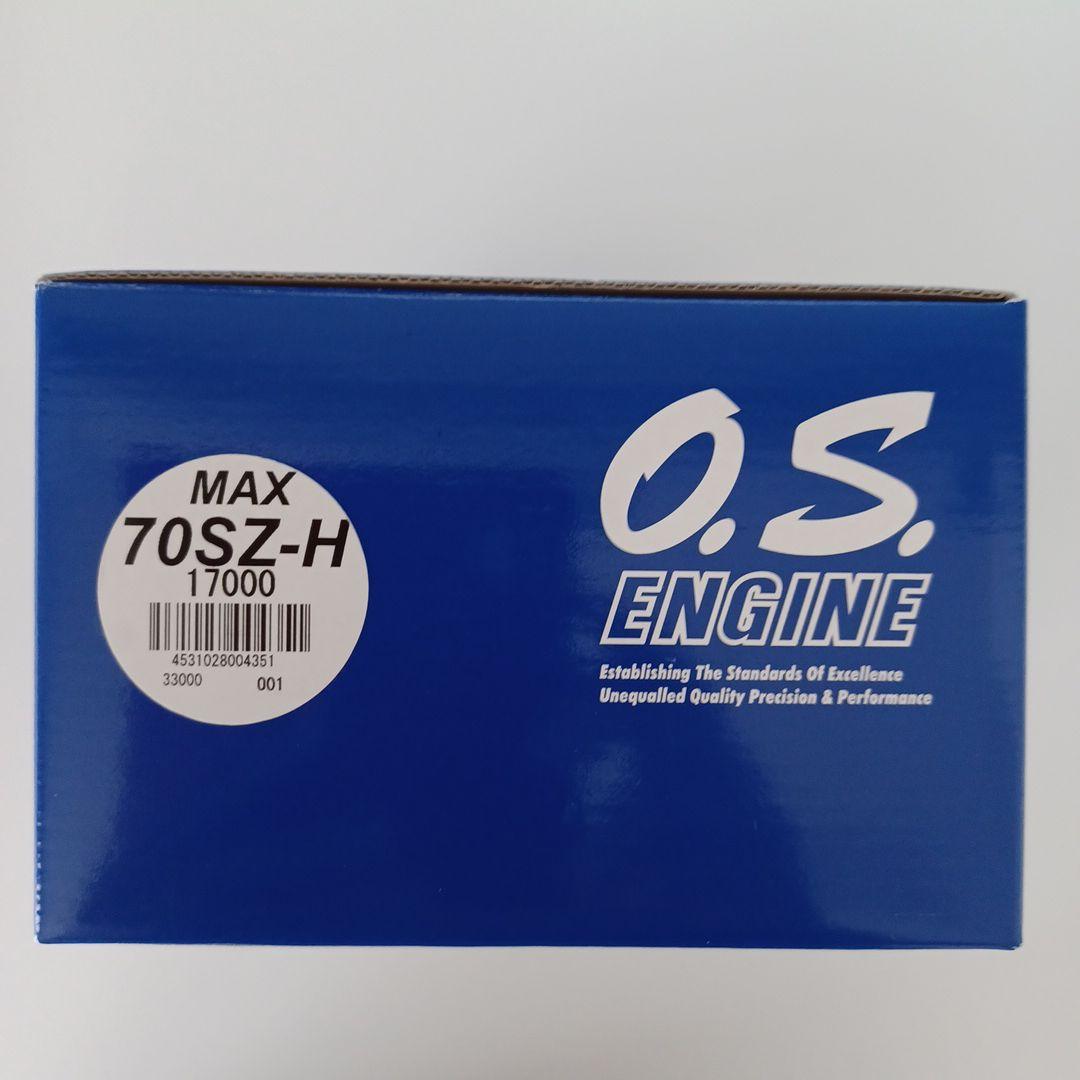 MAX
70SZ-H
17000
4531028004351
33000 001
O.S.
ENGINE
Establishing The Standards Of Excellence
Unequalled Quality Precision & Performance